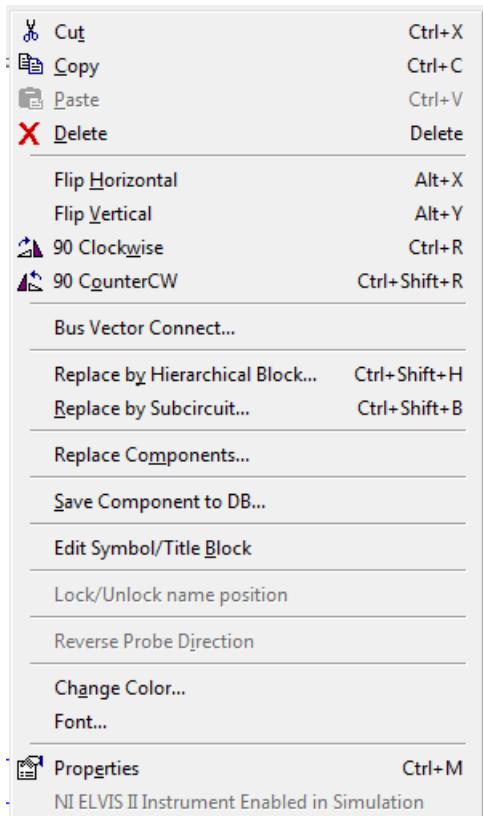 Cut Ctrl+X
Copy Ctrl+C
Paste Ctrl+V
Delete Delete
Flip Horizontal Alt+X
Flip Vertical Alt+Y
90 Clockwise Ctrl+R
90 CounterCW Ctrl+Shift+R
Bus Vector Connect...
Replace by Hierarchical Block... Ctrl+Shift+H
Replace by Subcircuit... Ctrl+Shift+B
Replace Components...
Save Component to DB...
Edit Symbol/Title Block
Lock/Unlock name position
Reverse Probe Direction
Change Color...
Font...
Properties Ctrl+M
NI ELVIS II Instrument Enabled in Simulation